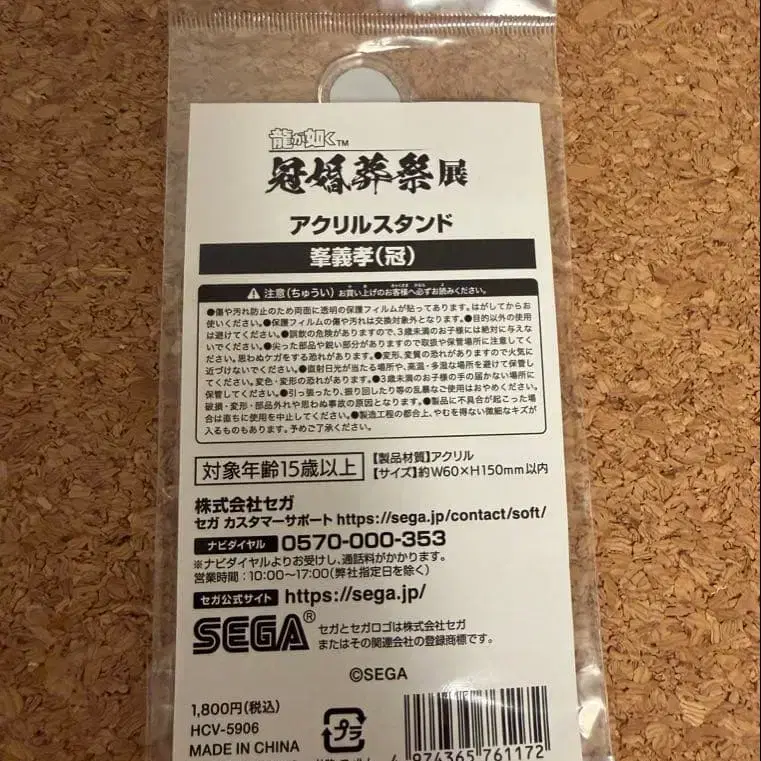 龍が如く™
冠婚葬祭展
アクリルスタンド
峯義孝(冠)
注意(ちゅうい) お買い上げのお客様へ必ずお読みください。
●傷や汚れ防止のため両面に透明の保護フィルムが貼ってあります。はがしてからお
使いください。●保護フィルムの傷や汚れは交換対象外となります。●目的以外の使用
は避けてください。●誤飲の危険がありますので、3歳未満のお子様には絶対に与えな
いでください。●尖った部品や鋭い部分がありますので取扱や保管場所に注意してく
ださい。思わぬケガをする恐れがあります。●変形、変質の恐れがありますので火気に
近づけないでください。●直射日光が当たる場所や、高温・多湿な場所を避けて保管し
てください。変色・変形の恐れがあります。●3歳未満のお子様の手の届かない場所に
保管してください。●引っ張ったり、振り回したり等の乱暴なご使用はおやめください。
破損・変形・部品外れや思わぬ事故の原因となります。●製品に不具合が起こった場
合は直ちに使用を中止してください。●製造工程の都合上、やむを得ない微細なキズが
入るものもあります。予めご了承ください。
対象年齢15歳以上
【製品材質】アクリル
【サイズ】約W60×H150mm以内
株式会社セガ
セガ カスタマーサポート https://sega.jp/contact/soft/
ナビダイヤル 0570-000-353
※ナビダイヤルよりお受けし、通話料がかかります。
営業時間:10:00〜17:00(弊社指定日を除く)
セガ公式サイト https://sega.jp/
SEGA® セガとセガロゴは株式会社セガ
またはその関連会社の登録商標です。
©SEGA
1,800円(税込)
HCV-5906
MADE IN CHINA
プラ
4 974365 761172